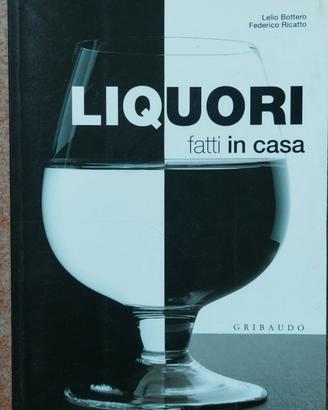 Lelio Bottero
Federico Ricatto
LIQUORI
fatti in casa
GRIBAUDO